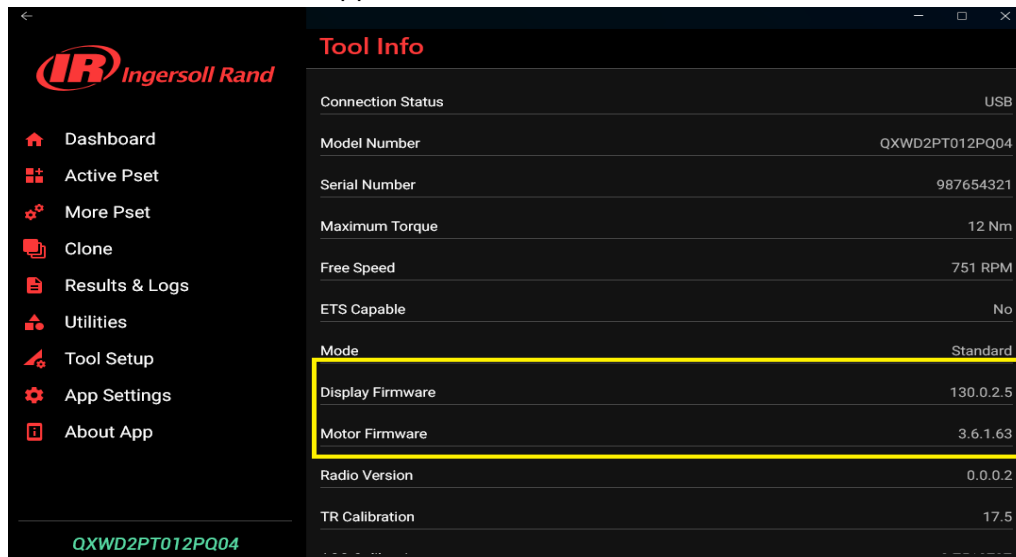 Tool Info
IR Ingersoll Rand
Dashboard
Active Pset
More Pset
Clone
Results & Logs
Utilities
Tool Setup
App Settings
About App
QXWD2PT012PQ04
Connection Status USB
Model Number QXWD2PT012PQ04
Serial Number 987654321
Maximum Torque 12 Nm
Free Speed 751 RPM
ETS Capable No
Mode Standard
Display Firmware 130.0.2.5
Motor Firmware 3.6.1.63
Radio Version 0.0.0.2
TR Calibration 17.5